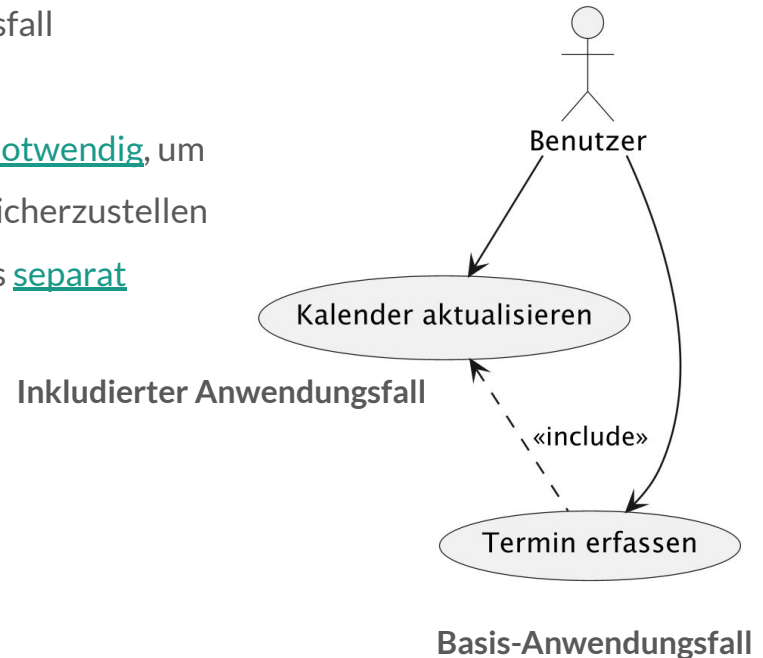 sfall
otwendig, um
icherzustellen
s separat
Benutzer
Kalender aktualisieren
Inkludierter Anwendungsfall
«include»
Termin erfassen
Basis-Anwendungsfall